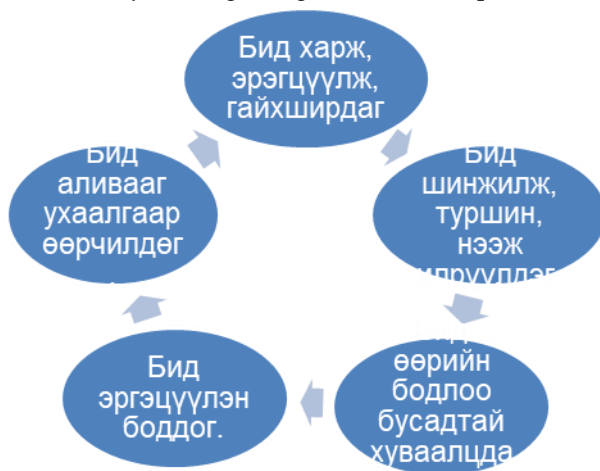 Бид харж,
эрэгцүүлж,
гайхширдаг
Бид
шинжилж,
туршин,
нээж
илрүүлдэг
өөрийн
бодлоо
бусадтай
хуваалцда
Бид
эргэцүүлэн
боддог.
Бид
аливааг
ухаалгаар
өөрчилдөг
.